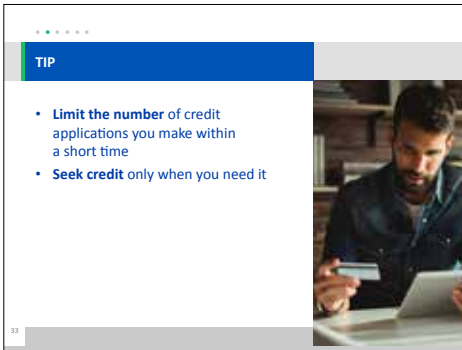 TIP
• Limit the number of credit
applications you make within
a short time
• Seek credit only when you need it
33